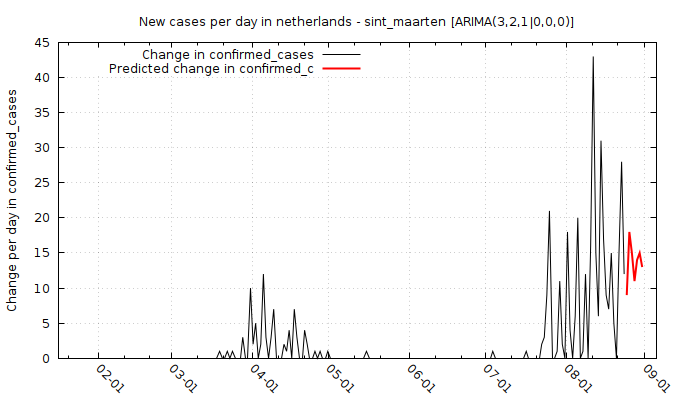 New cases per day in netherlands - sint_maarten [ARIMA(3,2,1|0,0,0)]
Change in confirmed_cases
Predicted change in confirmed_c
Change per day in confirmed_cases
45
40
35
30
25
20
15
10
5
0
02-01 03-01 04-01 05-01 06-01 07-01 08-01 09-01